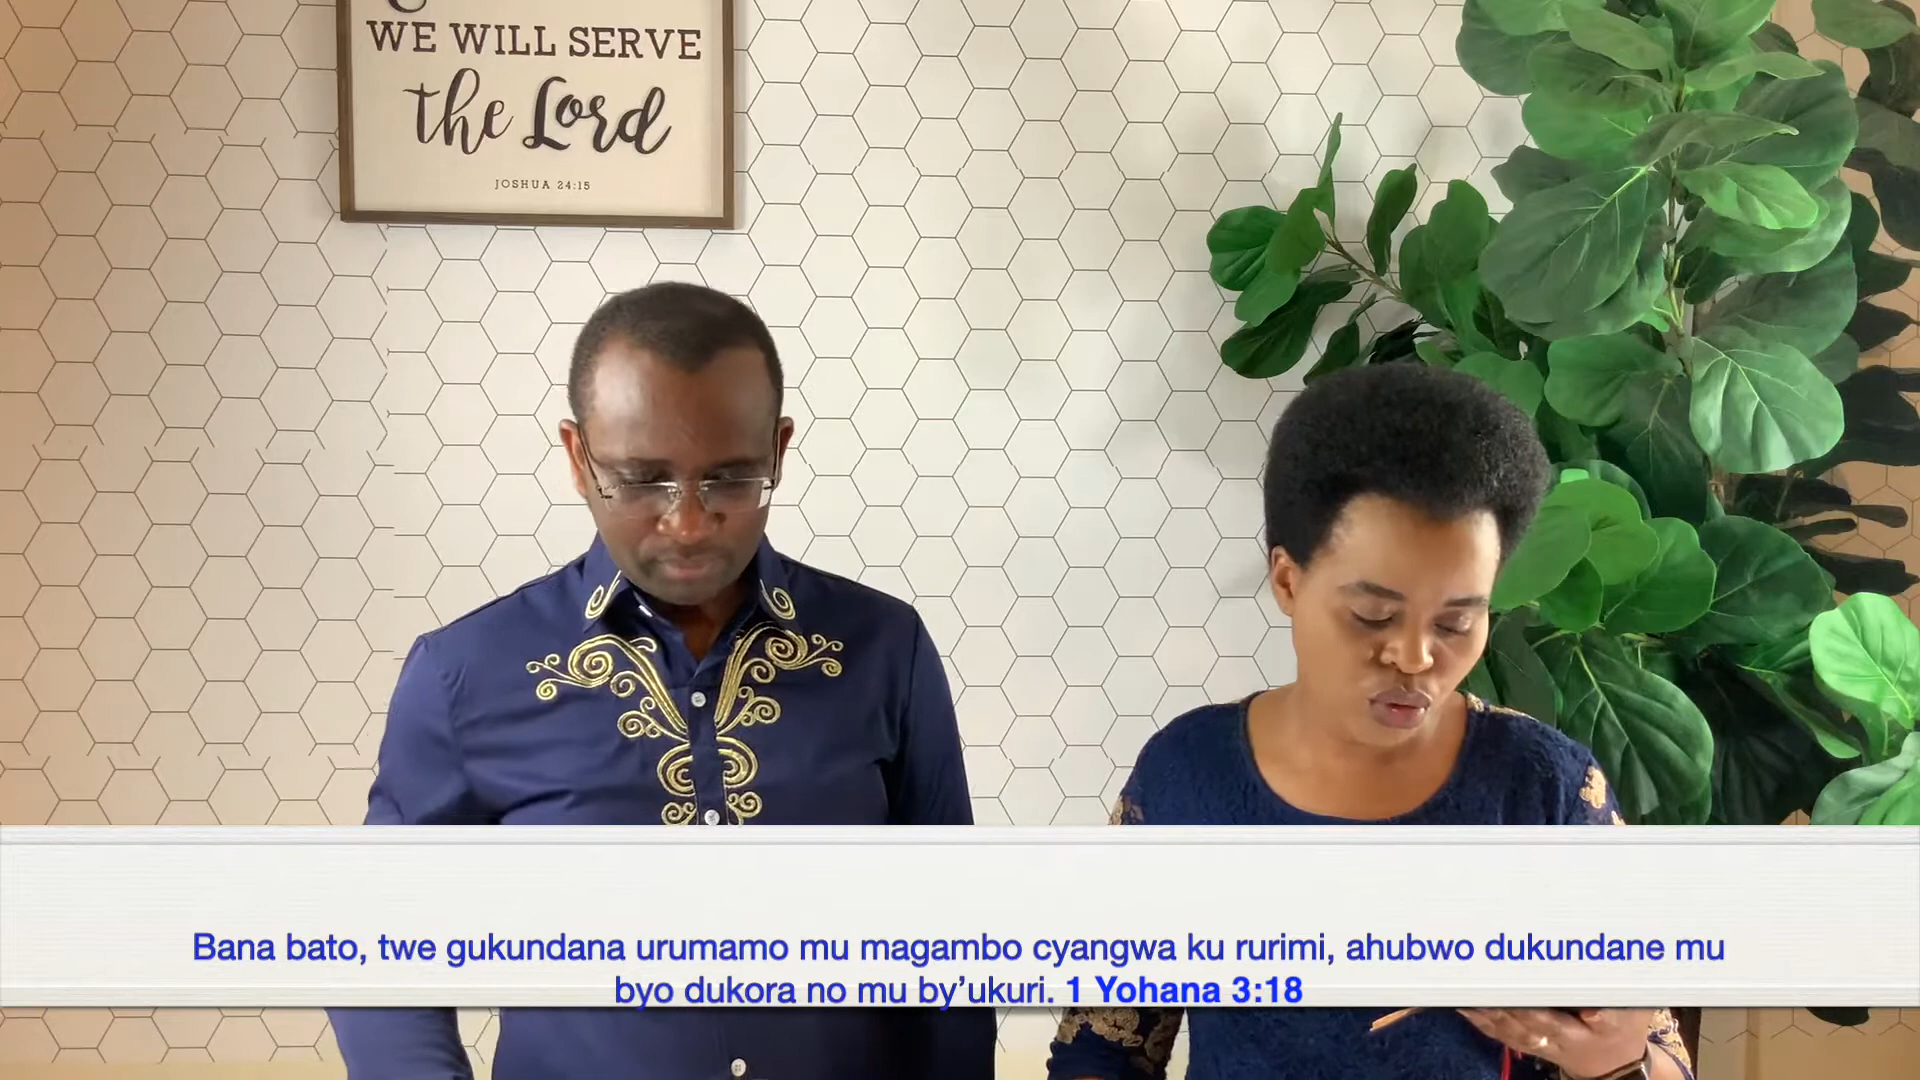 WE WILL SERVE
the Lord
JOSHUA 24:15
Bana bato, twe gukundana urumamo mu magambo cyangwa ku rurimi, ahubwo dukundane mu
byo dukora no mu by’ukuri. 1 Yohana 3:18